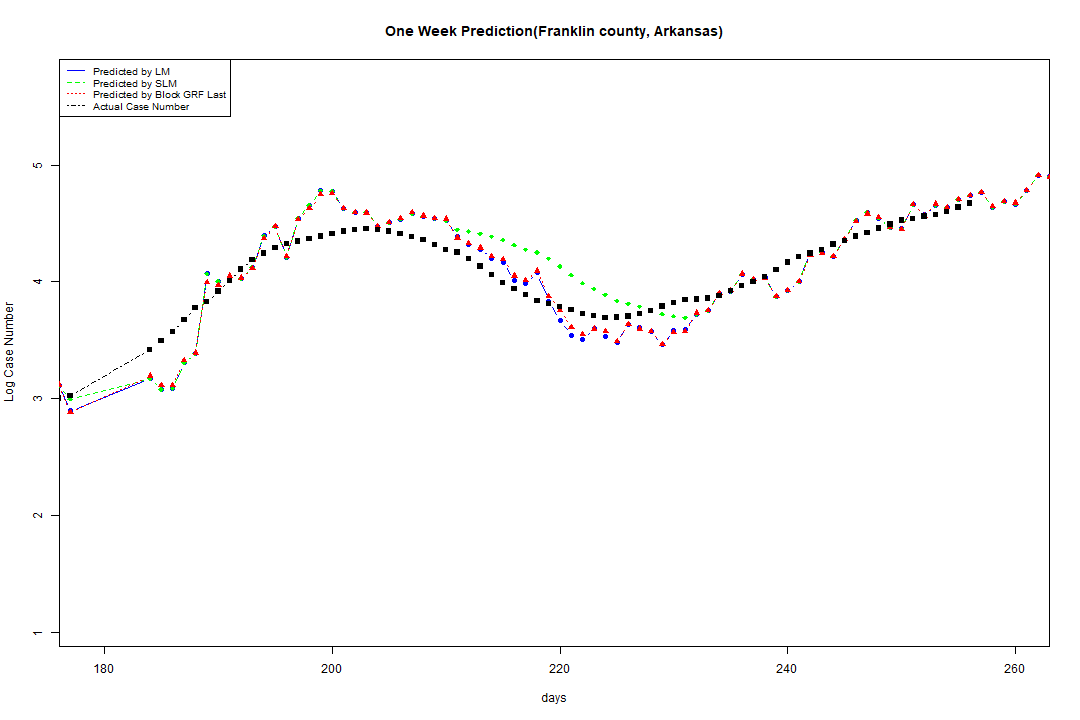 One Week Prediction(Franklin county, Arkansas)
Predicted by LM
Predicted by SLM
Predicted by Block GRF Last
Actual Case Number
5
4
3
2
1
Log Case Number
180 200 220 240 260
days